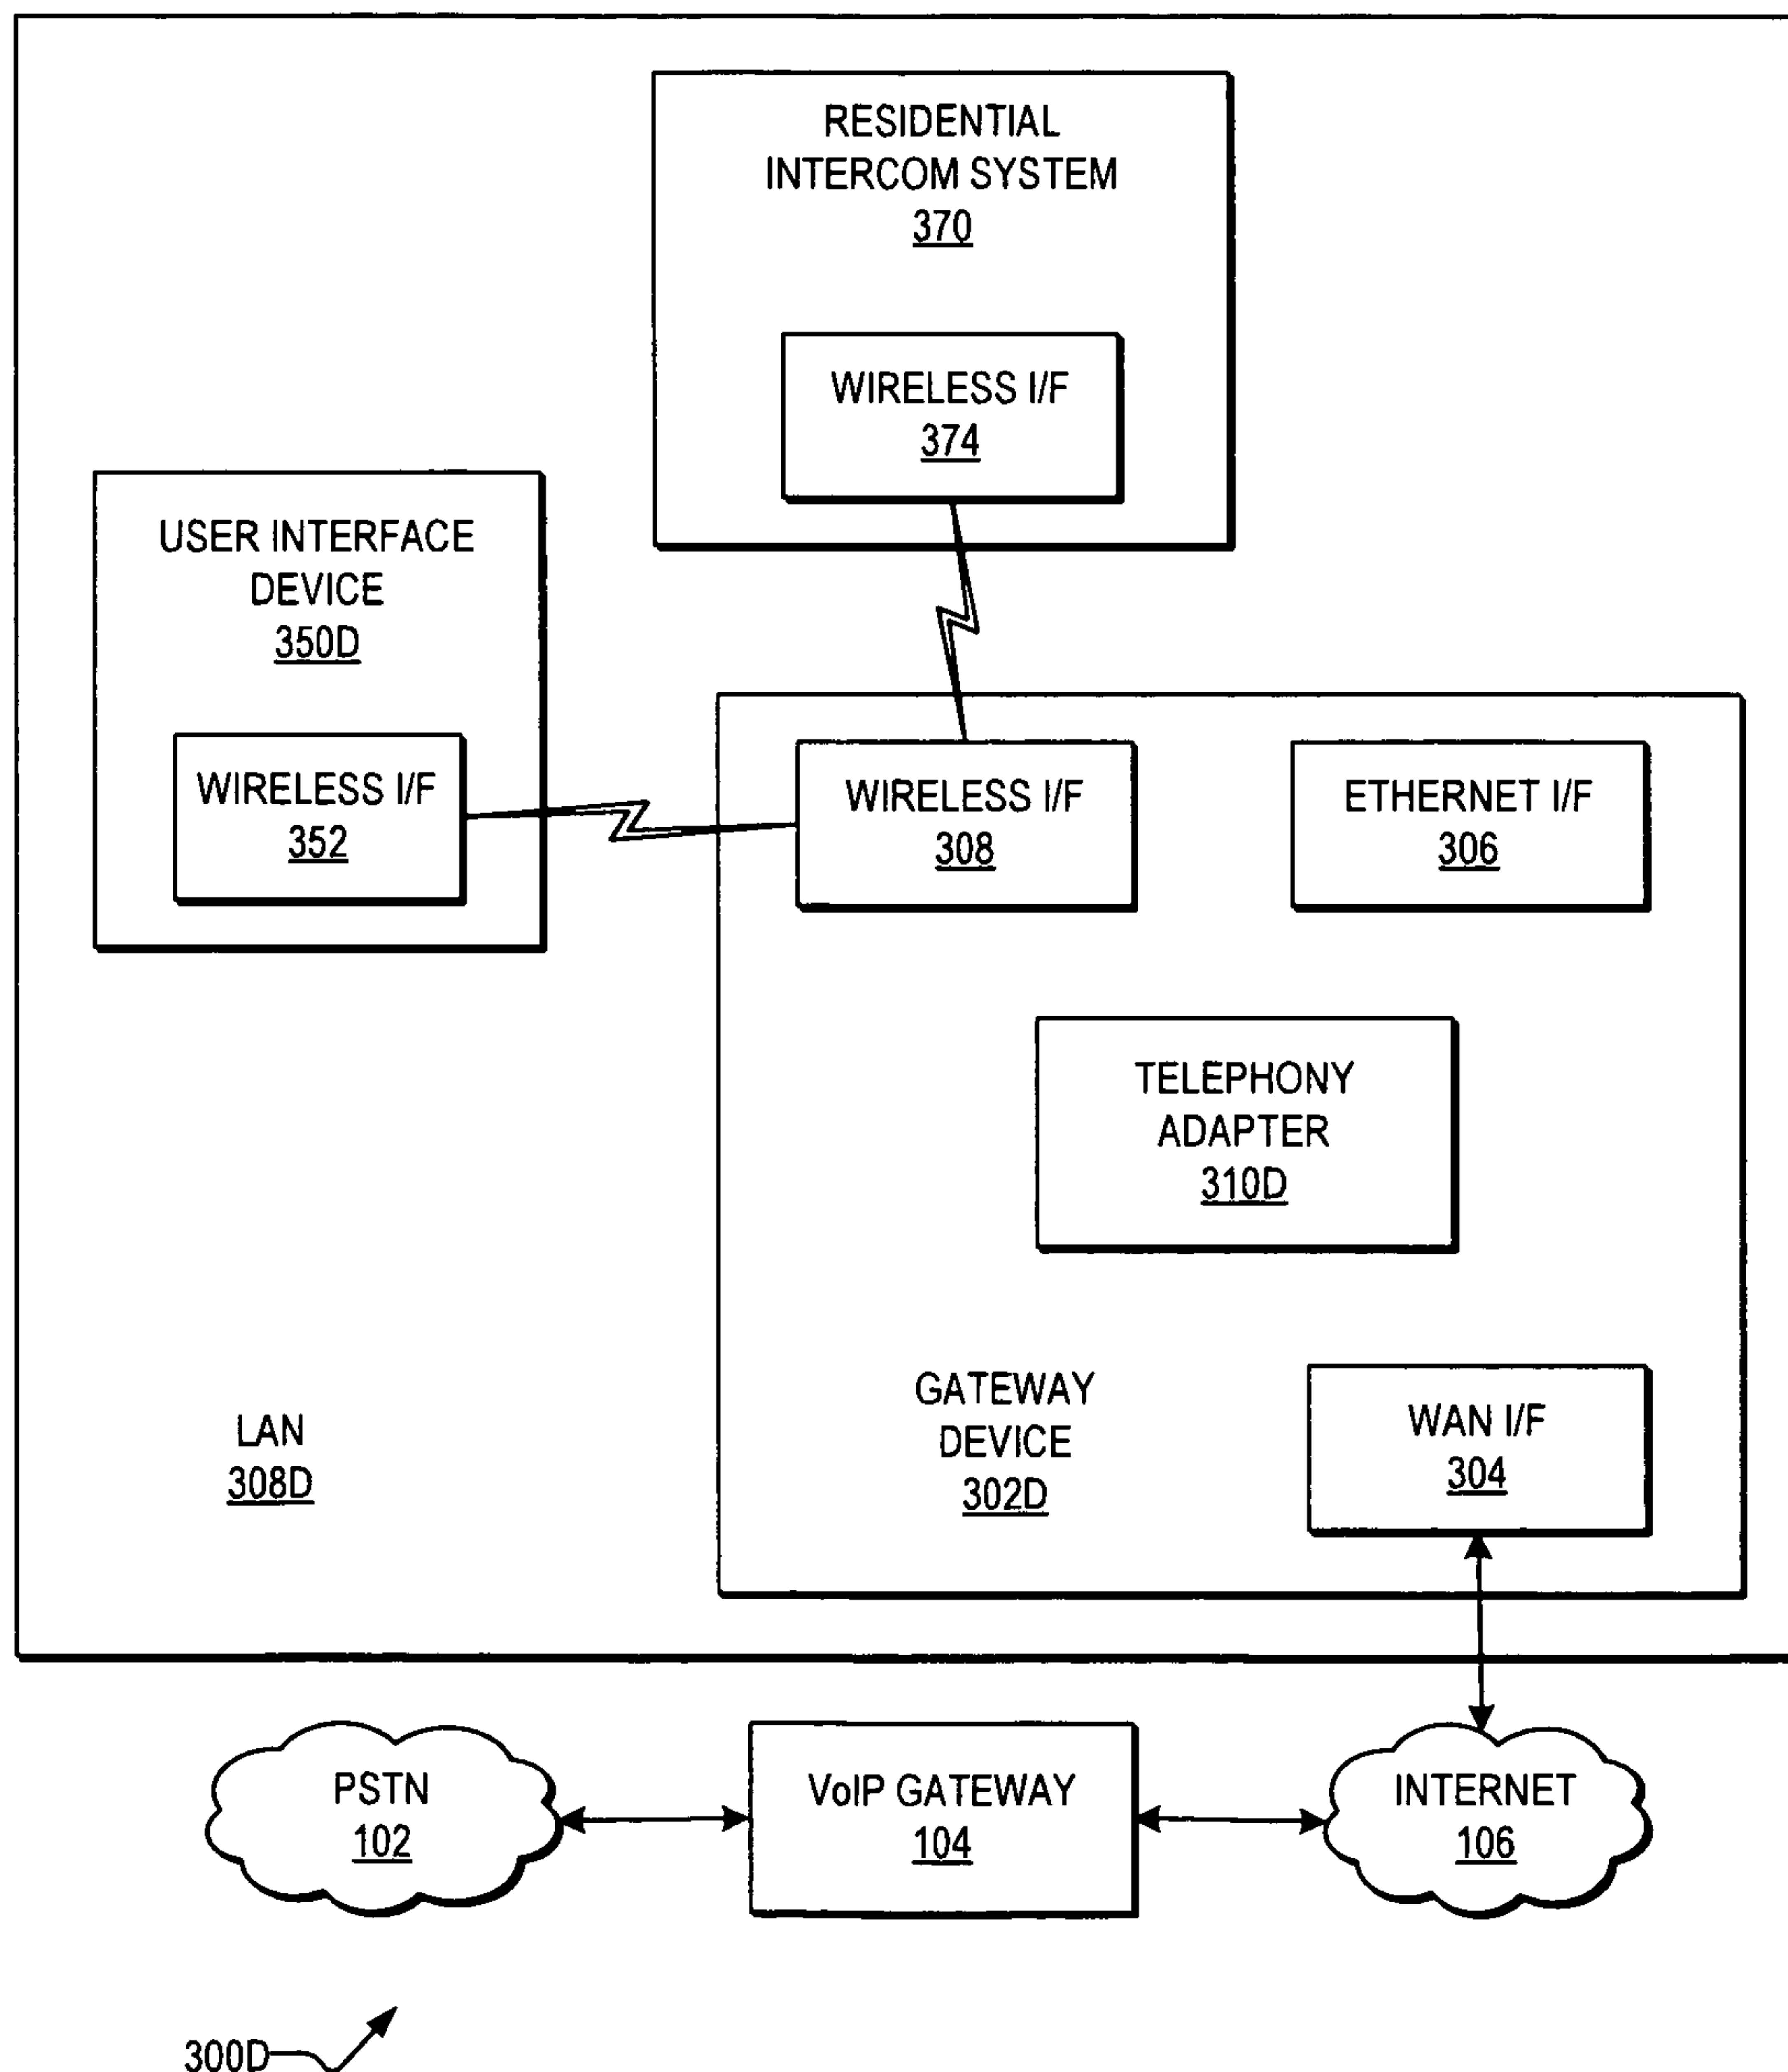 RESIDENTIAL
INTERCOM SYSTEM
370
WIRELESS I/F
374
USER INTERFACE
DEVICE
350D
WIRELESS I/F
352
WIRELESS I/F
308
ETHERNET I/F
306
TELEPHONY
ADAPTER
310D
GATEWAY
DEVICE
302D
WAN I/F
304
LAN
308D
PSTN
102
VoIP GATEWAY
104
INTERNET
106
300D